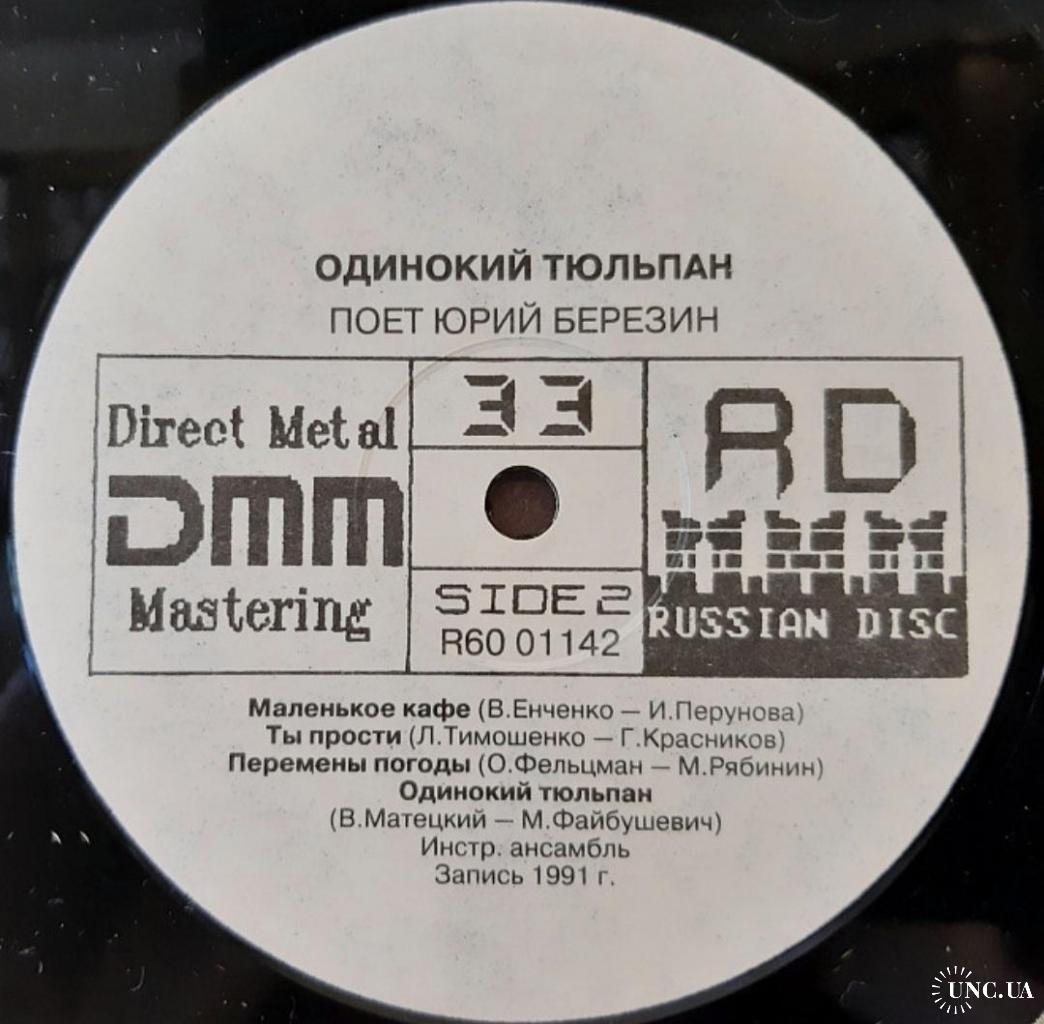 ОДИНОКИЙ ТЮЛЬПАН
ПОЕТ ЮРИЙ БЕРЕЗИН
Direct Metal
DMM
Mastering
33
SIDE 2
R60 01142
RD
RUSSIAN DISC
Маленькое кафе (В.Енченко — И.Перунова)
Ты прости (Л.Тимошенко — Г.Красников)
Перемены погоды (О.Фельцман — М.Рябинин)
Одинокий тюльпан
(В.Матецкий — М.Файбушевич)
Инстр. ансамбль
Запись 1991 г.
UNC.UA